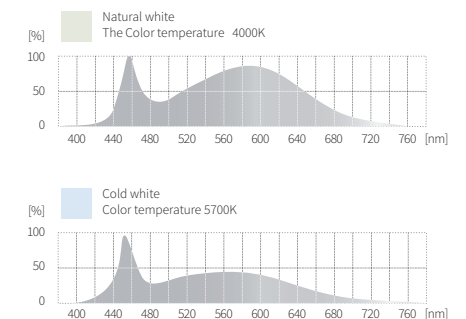 Natural white
[%] The Color temperature 4000K
100
50
0
400 440 480 520 560 600 640 680 720 760 [nm]
Cold white
[%] Color temperature 5700K
100
50
0
400 440 480 520 560 600 640 680 720 760 [nm]